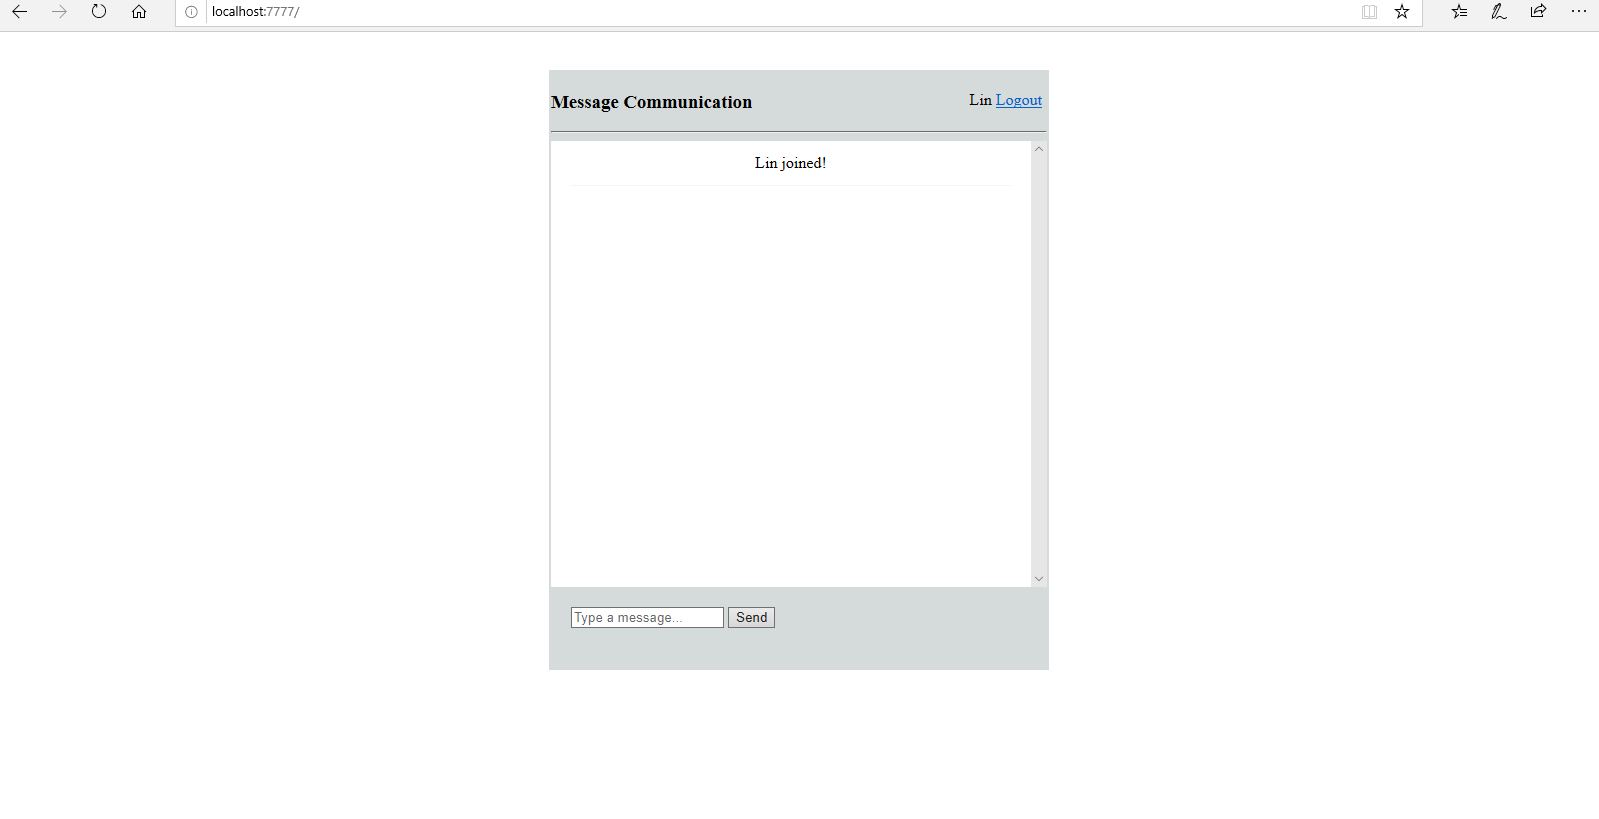 localhost:7777/
Message Communication
Lin Logout
Lin joined!
Type a message...
Send